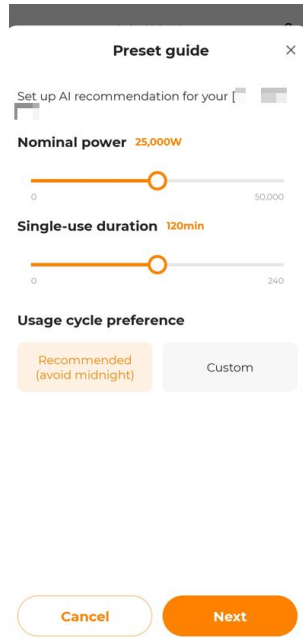 Preset guide
Set up AI recommendation for your [
Nominal power 25,000W
0 50,000
Single-use duration 120min
0 240
Usage cycle preference
Recommended
(avoid midnight)
Custom
Cancel Next